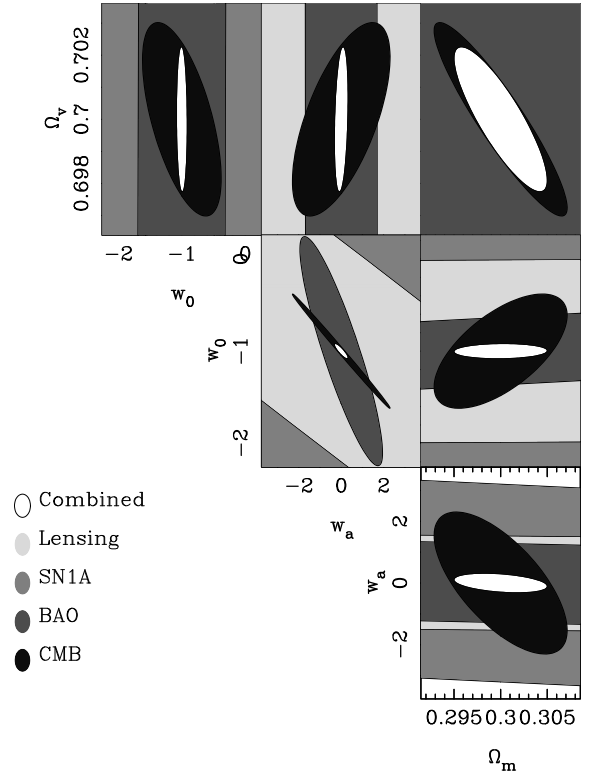 Ω_v
0.698 0.7 0.702
−2 −1 0
w_0
w_0
−2 −1 0
−2 0 2
w_a
w_a
−2 0 2
0.295 0.3 0.305
Ω_m
Combined
Lensing
SN1A
BAO
CMB